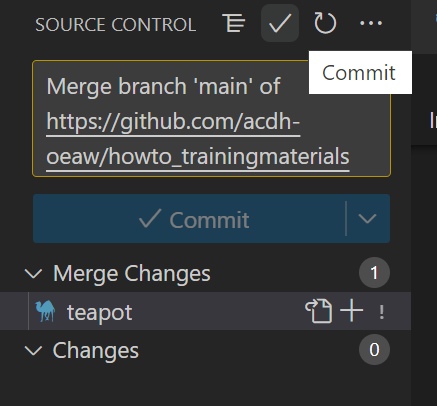 SOURCE CONTROL
Commit
Merge branch 'main' of
https://github.com/acdh-
oeaw/howto_trainingmaterials
Commit
Merge Changes 1
teapot !
Changes 0